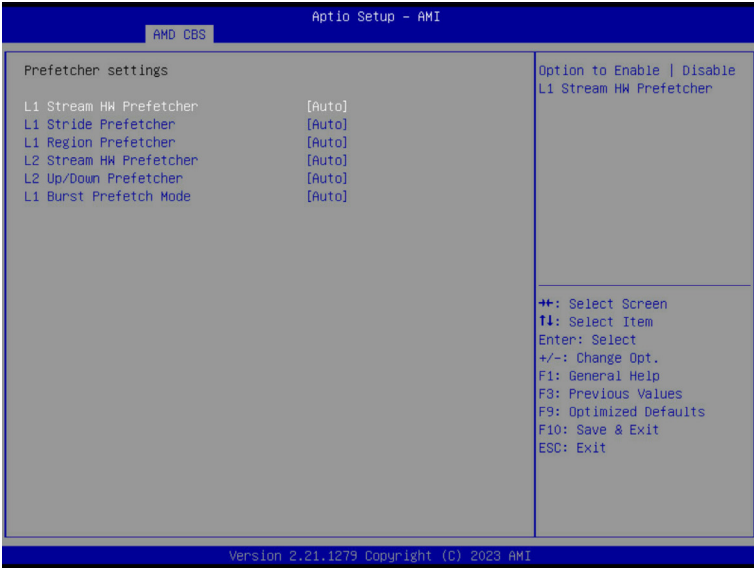 Aptio Setup – AMI
AMD CBS
Prefetcher settings
L1 Stream HW Prefetcher [Auto]
L1 Stride Prefetcher [Auto]
L1 Region Prefetcher [Auto]
L2 Stream HW Prefetcher [Auto]
L2 Up/Down Prefetcher [Auto]
L1 Burst Prefetch Mode [Auto]
Option to Enable | Disable
L1 Stream HW Prefetcher
→←: Select Screen
↑↓: Select Item
Enter: Select
+/-: Change Opt.
F1: General Help
F3: Previous Values
F9: Optimized Defaults
F10: Save & Exit
ESC: Exit
Version 2.21.1279 Copyright (C) 2023 AMI